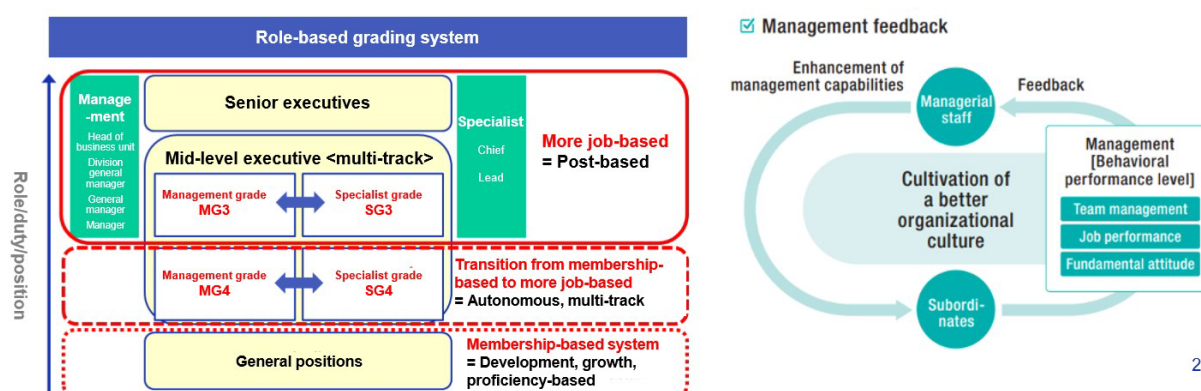 Role-based grading system
Role/duty/position
Manage
-ment
Head of
business unit
Division
general
manager
General
manager
Manager
Senior executives
Mid-level executive <multi-track>
Management grade
MG3
Specialist grade
SG3
Management grade
MG4
Specialist grade
SG4
General positions
Specialist
Chief
Lead
More job-based
= Post-based
Transition from membership-
based to more job-based
= Autonomous, multi-track
Membership-based system
= Development, growth,
proficiency-based
Management feedback
Enhancement of
management capabilities
Managerial
staff
Feedback
Cultivation of
a better
organizational
culture
Management
[Behavioral
performance level]
Team management
Job performance
Fundamental attitude
Subordi-
nates
2